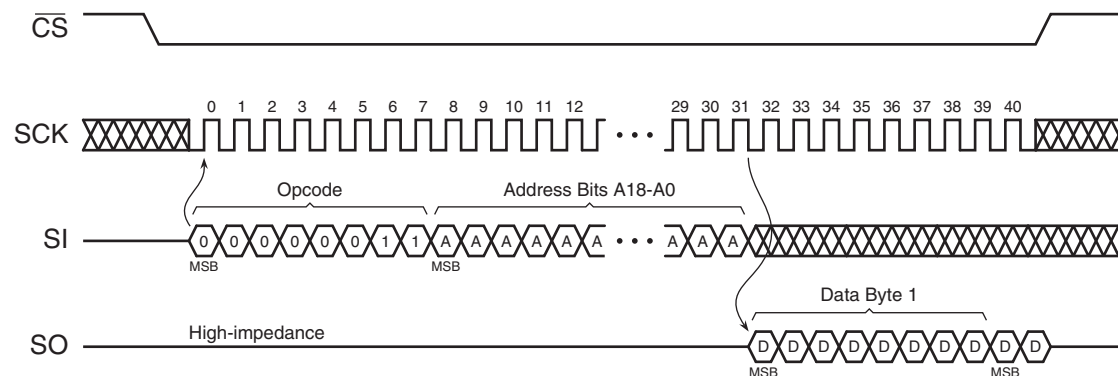 CS
0 1 2 3 4 5 6 7 8 9 10 11 12 29 30 31 32 33 34 35 36 37 38 39 40
SCK
Opcode Address Bits A18-A0
SI 0 0 0 0 0 0 1 1 A A A A A A A A A
MSB MSB
Data Byte 1
High-impedance
SO D D D D D D D D D D
MSB MSB